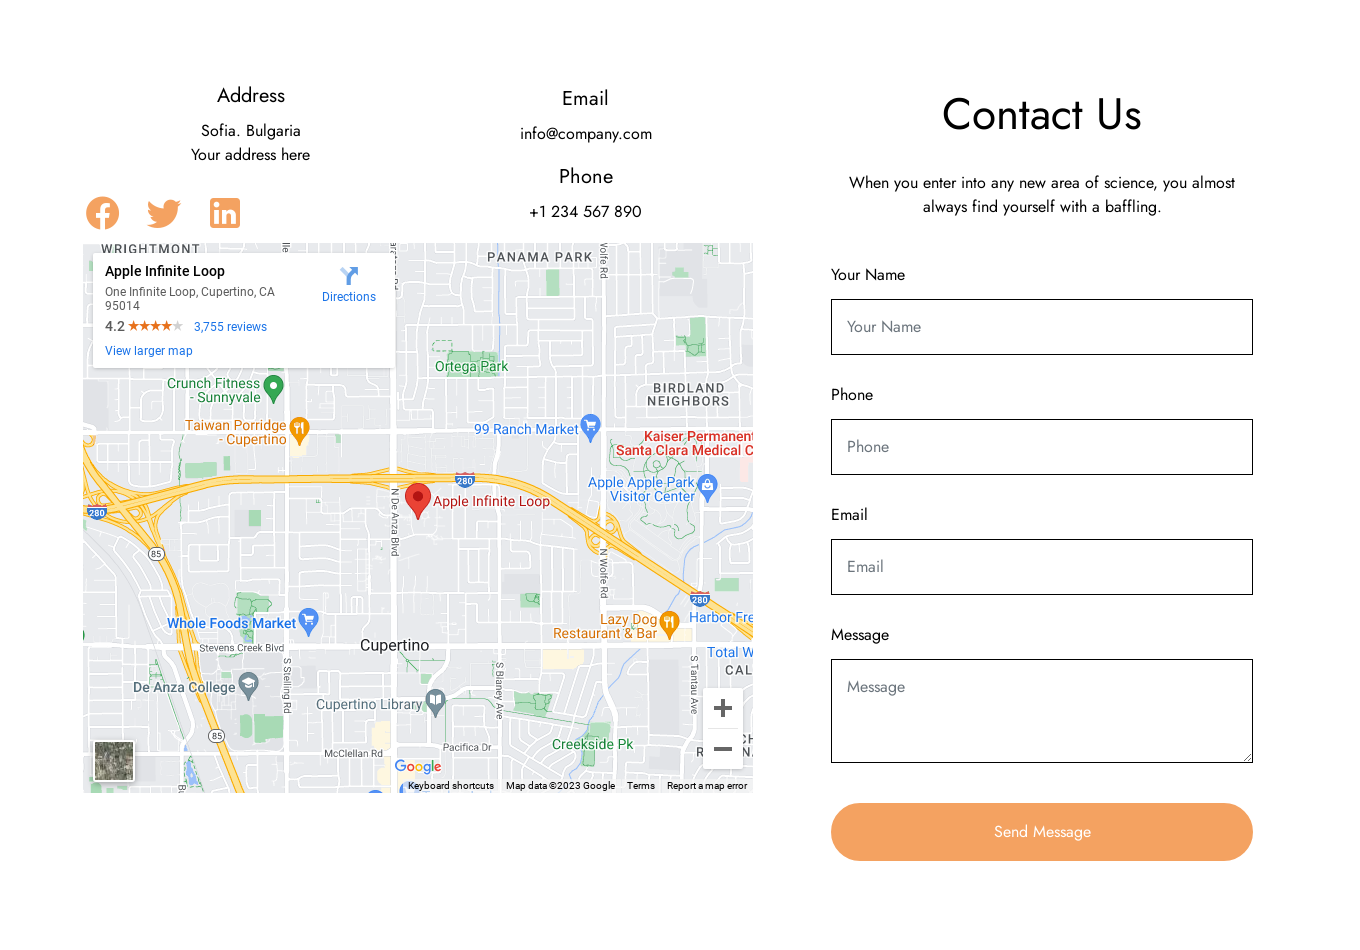 Address
Sofia. Bulgaria
Your address here
Email
info@company.com
Phone
+1 234 567 890
WRIGHTMONT
Apple Infinite Loop
One Infinite Loop, Cupertino, CA
95014
4.2
3,755 reviews
View larger map
Directions
PANAMA PARK
Wolfe Rd
Ortega Park
Crunch Fitness
- Sunnyvale
BIRDLAND
NEIGHBORS
Taiwan Porridge
- Cupertino
99 Ranch Market
Kaiser Permanent
Santa Clara Medical C
280
Apple Apple Park
Visitor Center
Apple Infinite Loop
N De Anza Blvd
280
85
N Wolfe Rd
280
Whole Foods Market
Lazy Dog
Restaurant & Bar
Harbor Fre
Stevens Creek Blvd
Cupertino
Total W
CAL
De Anza College
S Stelling Rd
S Blaney Ave
S Tantau Ave
Cupertino Library
85
McClellan Rd
Pacifica Dr
Creekside Pk
Google
Keyboard shortcuts
Map data ©2023 Google
Terms
Report a map error
Contact Us
When you enter into any new area of science, you almost
always find yourself with a baffling.
Your Name
Your Name
Phone
Phone
Email
Email
Message
Message
Send Message